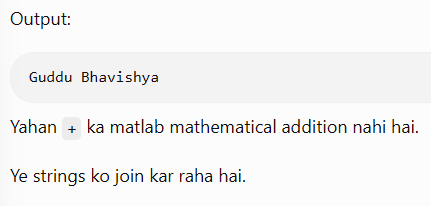 Output:
Guddu Bhavishya
Yahan + ka matlab mathematical addition nahi hai.
Ye strings ko join kar raha hai.